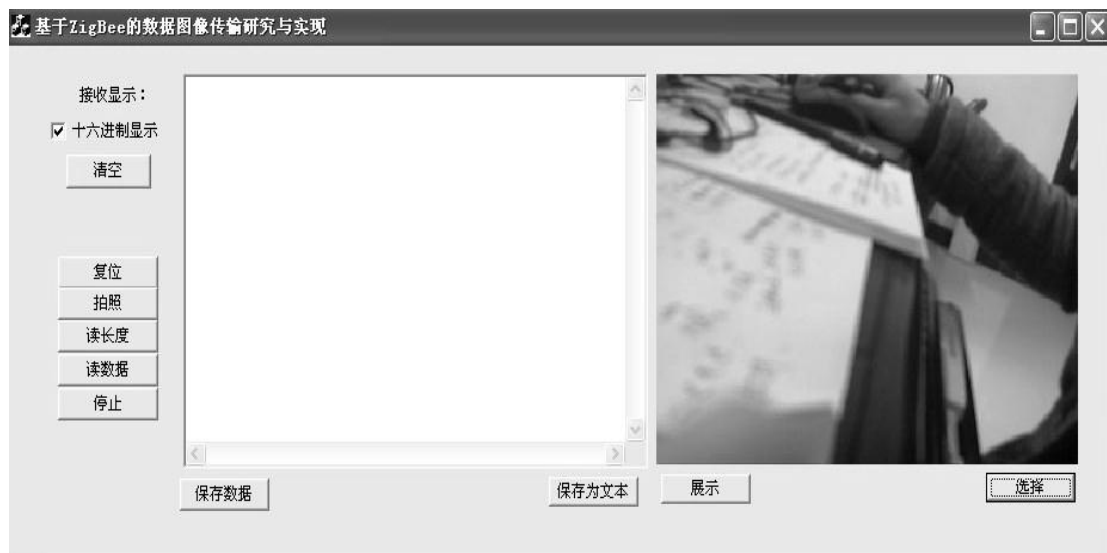 基于ZigBee的数据图像传输研究与实现
接收显示：
十六进制显示
清空
复位
拍照
读长度
读数据
停止
保存数据
保存为文本
展示
选择